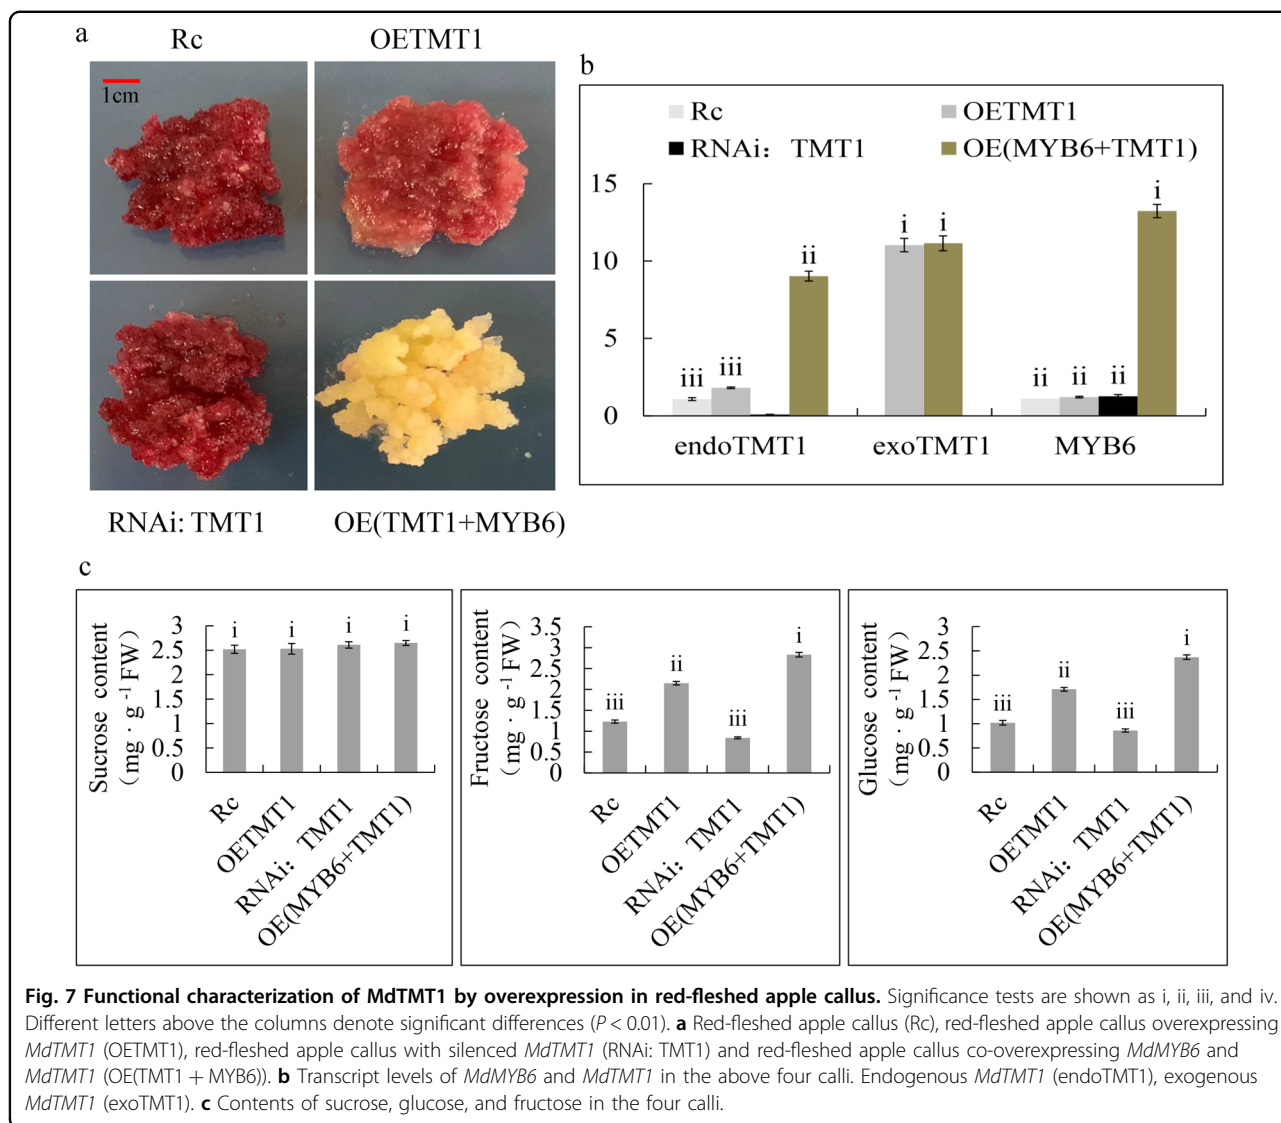 a
Rc
OETMT1
1cm
RNAi: TMT1
OE(TMT1+MYB6)
b
Rc
OETMT1
RNAi: TMT1
OE(MYB6+TMT1)
15
10
5
0
iii
iii
ii
i
i
ii
ii
ii
i
endoTMT1
exoTMT1
MYB6
c
Sucrose content
(mg · g -1 FW)
3
2.5
2
1.5
1
0.5
0
i
i
i
i
Rc
OETMT1
RNAi: TMT1
OE(MYB6+TMT1)
Fructose content
(mg · g -1 FW)
3.5
3
2.5
2
1.5
1
0.5
0
iii
ii
iii
i
Rc
OETMT1
RNAi: TMT1
OE(MYB6+TMT1)
Glucose content
(mg · g -1 FW)
3
2.5
2
1.5
1
0.5
0
iii
ii
iii
i
Rc
OETMT1
RNAi: TMT1
OE(MYB6+TMT1)
Fig. 7 Functional characterization of MdTMT1 by overexpression in red-fleshed apple callus. Significance tests are shown as i, ii, iii, and iv.
Different letters above the columns denote significant differences (P < 0.01). a Red-fleshed apple callus (Rc), red-fleshed apple callus overexpressing
MdTMT1 (OETMT1), red-fleshed apple callus with silenced MdTMT1 (RNAi: TMT1) and red-fleshed apple callus co-overexpressing MdMYB6 and
MdTMT1 (OE(TMT1 + MYB6)). b Transcript levels of MdMYB6 and MdTMT1 in the above four calli. Endogenous MdTMT1 (endoTMT1), exogenous
MdTMT1 (exoTMT1). c Contents of sucrose, glucose, and fructose in the four calli.